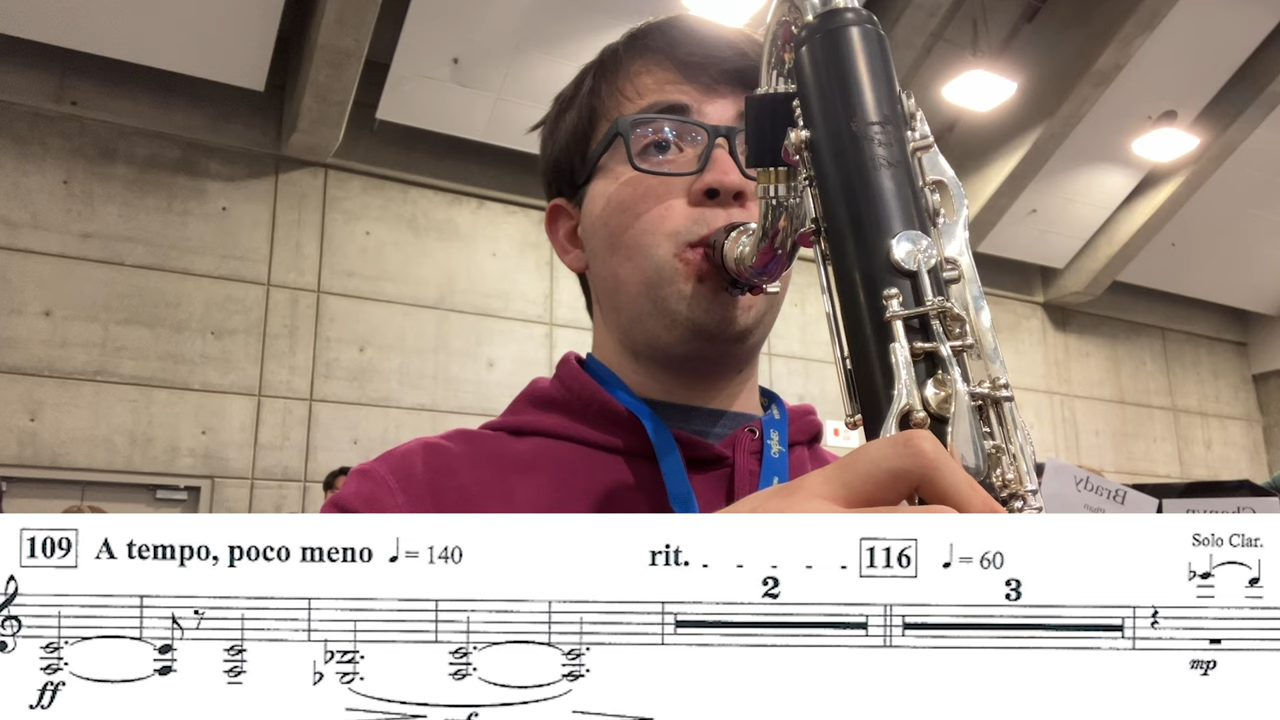 Brady
109 A tempo, poco meno ♩= 140 rit. . . . . . 116 ♩= 60 Solo Clar.
2 3
ff mp